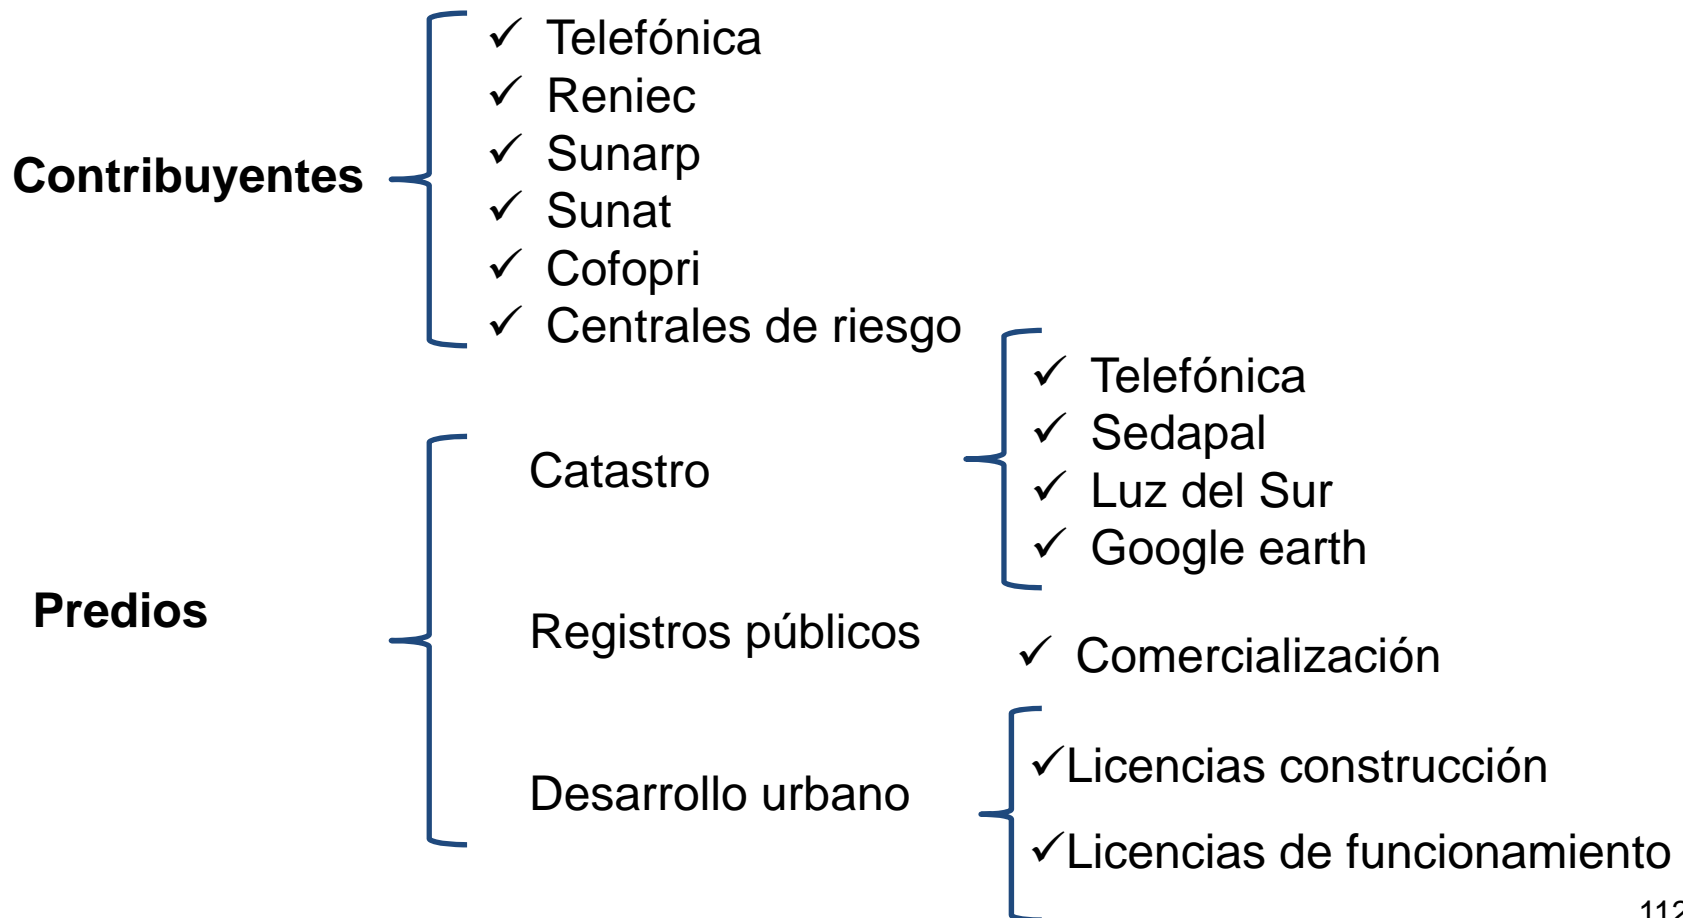 Contribuyentes
✓ Telefónica
✓ Reniec
✓ Sunarp
✓ Sunat
✓ Cofopri
✓ Centrales de riesgo
Predios
Catastro
✓ Telefónica
✓ Sedapal
✓ Luz del Sur
✓ Google earth
Registros públicos
✓ Comercialización
Desarrollo urbano
✓Licencias construcción
✓Licencias de funcionamiento
112